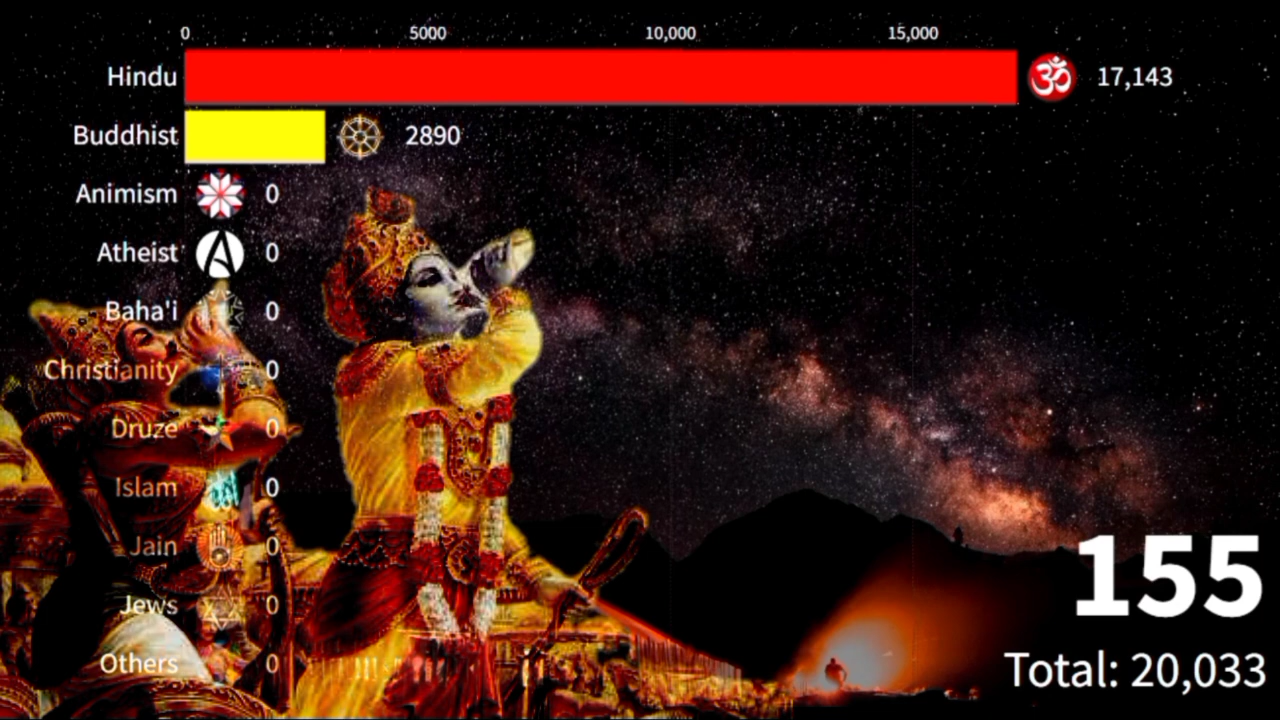 0 5000 10,000 15,000
Hindu ॐ 17,143
Buddhist 2890
Animism 0
Atheist A 0
Baha'i 0
Christianity 0
Druze 0
Islam 0
Jain 0
Jews 0
Others 0
155
Total: 20,033